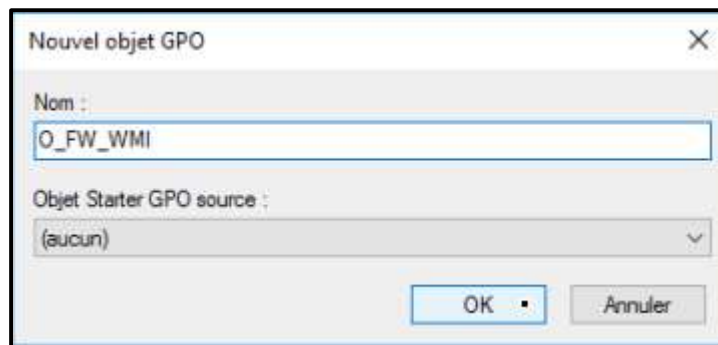 Nouvel objet GPO
Nom :
O_FW_WMI
Objet Starter GPO source :
(aucun)
OK
Annuler